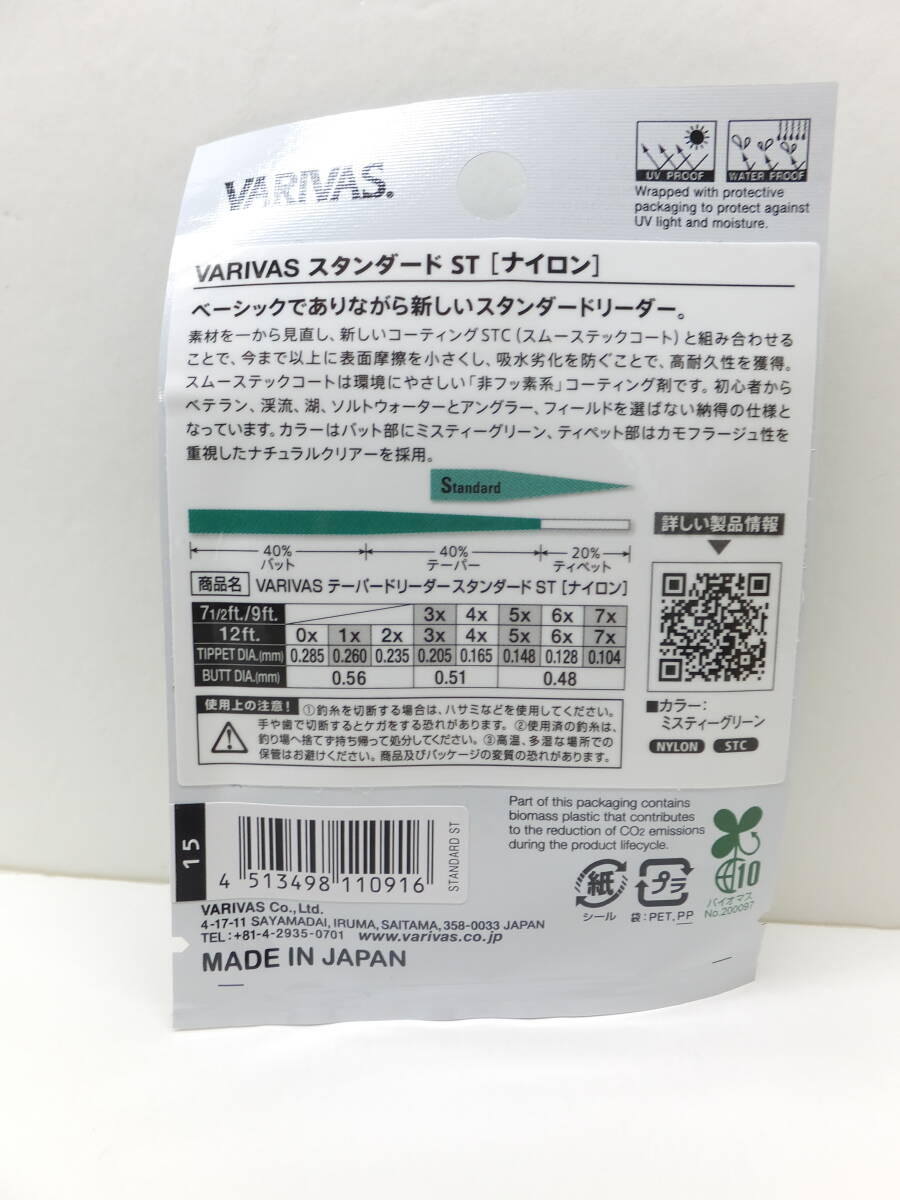 VARIVAS®
UV PROOF
WATER PROOF
Wrapped with protective
packaging to protect against
UV light and moisture.
VARIVAS スタンダード ST [ナイロン]
ベーシックでありながら新しいスタンダードリーダー。
素材を一から見直し、新しいコーティングSTC(スムーステックコート)と組み合わせる
ことで、今まで以上に表面摩擦を小さくし、吸水劣化を防ぐことで、高耐久性を獲得。
スムーステックコートは環境にやさしい「非フッ素系」コーティング剤です。初心者から
ベテラン、渓流、湖、ソルトウォーターとアングラー、フィールドを選ばない納得の仕様と
なっています。カラーはバット部にミスティーグリーン、ティペット部はカモフラージュ性を
重視したナチュラルクリアーを採用。
Standard
40% 40% 20%
バット テーパー ティペット
詳しい製品情報
商品名 VARIVAS テーパードリーダースタンダード ST [ナイロン]
7 1/2ft./9ft. 3x 4x 5x 6x 7x
12ft. 0x 1x 2x 3x 4x 5x 6x 7x
TIPPET DIA.(mm) 0.285 0.260 0.235 0.205 0.165 0.148 0.128 0.104
BUTT DIA.(mm) 0.56 0.51 0.48
■カラー:
ミスティーグリーン
NYLON STC
使用上の注意! ①釣糸を切断する場合は、ハサミなどを使用してください。
手や歯で切断するとケガをする恐れがあります。②使用済の釣糸は、
釣り場へ捨てず持ち帰って処分してください。③高温、多湿な場所での
保管はお避けください。商品及びパッケージの変質の恐れがあります。
15
4 513498 110916
STANDARD ST
Part of this packaging contains
biomass plastic that contributes
to the reduction of CO2 emissions
during the product lifecycle.
紙
シール
プラ
袋:PET,PP
10
バイオマス
No.200097
VARIVAS Co.,Ltd.
4-17-11 SAYAMADAI, IRUMA, SAITAMA, 358-0033 JAPAN
TEL:+81-4-2935-0701 www.varivas.co.jp
MADE IN JAPAN